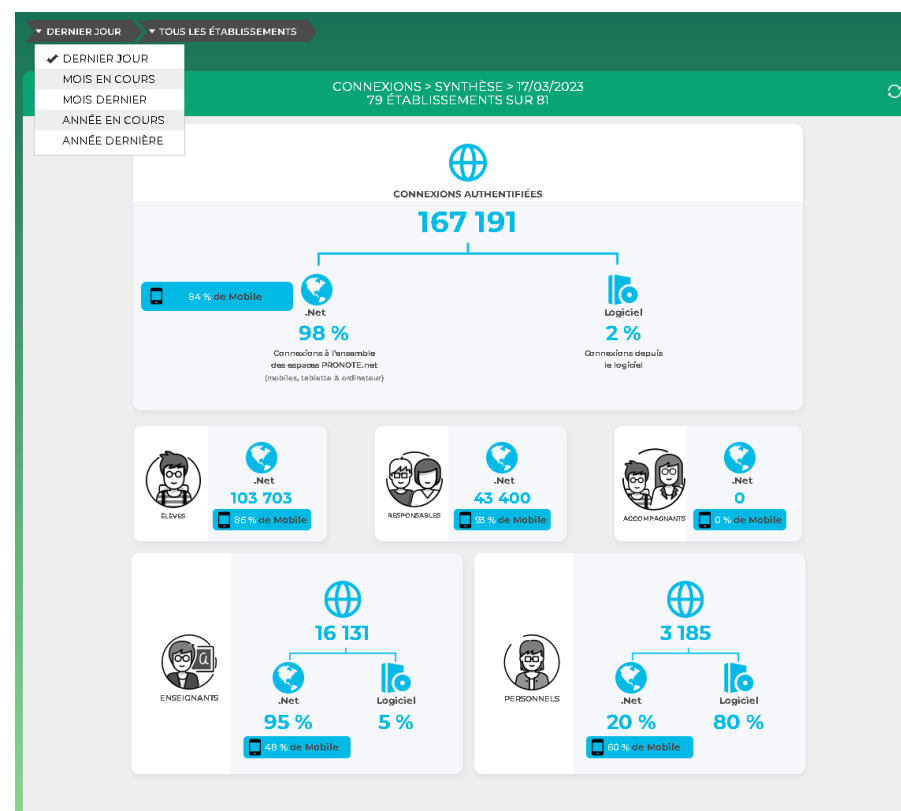 DERNIER JOUR
TOUS LES ÉTABLISSEMENTS
DERNIER JOUR
MOIS EN COURS
MOIS DERNIER
ANNÉE EN COURS
ANNÉE DERNIÈRE
CONNEXIONS > SYNTHÈSE > 17/03/2023
79 ÉTABLISSEMENTS SUR 81
CONNEXIONS AUTHENTIFIÉES
167 191
84 % de Mobile
.Net
98 %
Connexions à l'ensemble
des espaces PRONOTE.net
(mobiles, tablette & ordinateur)
Logiciel
2 %
Connexions depuis
le logiciel
ÉLÈVES
.Net
103 703
86 % de Mobile
RESPONSABLES
.Net
43 400
93 % de Mobile
ACCOMPAGNANTS
.Net
0
0 % de Mobile
ENSEIGNANTS
16 131
.Net
95 %
48 % de Mobile
Logiciel
5 %
PERSONNELS
3 185
.Net
20 %
60 % de Mobile
Logiciel
80 %